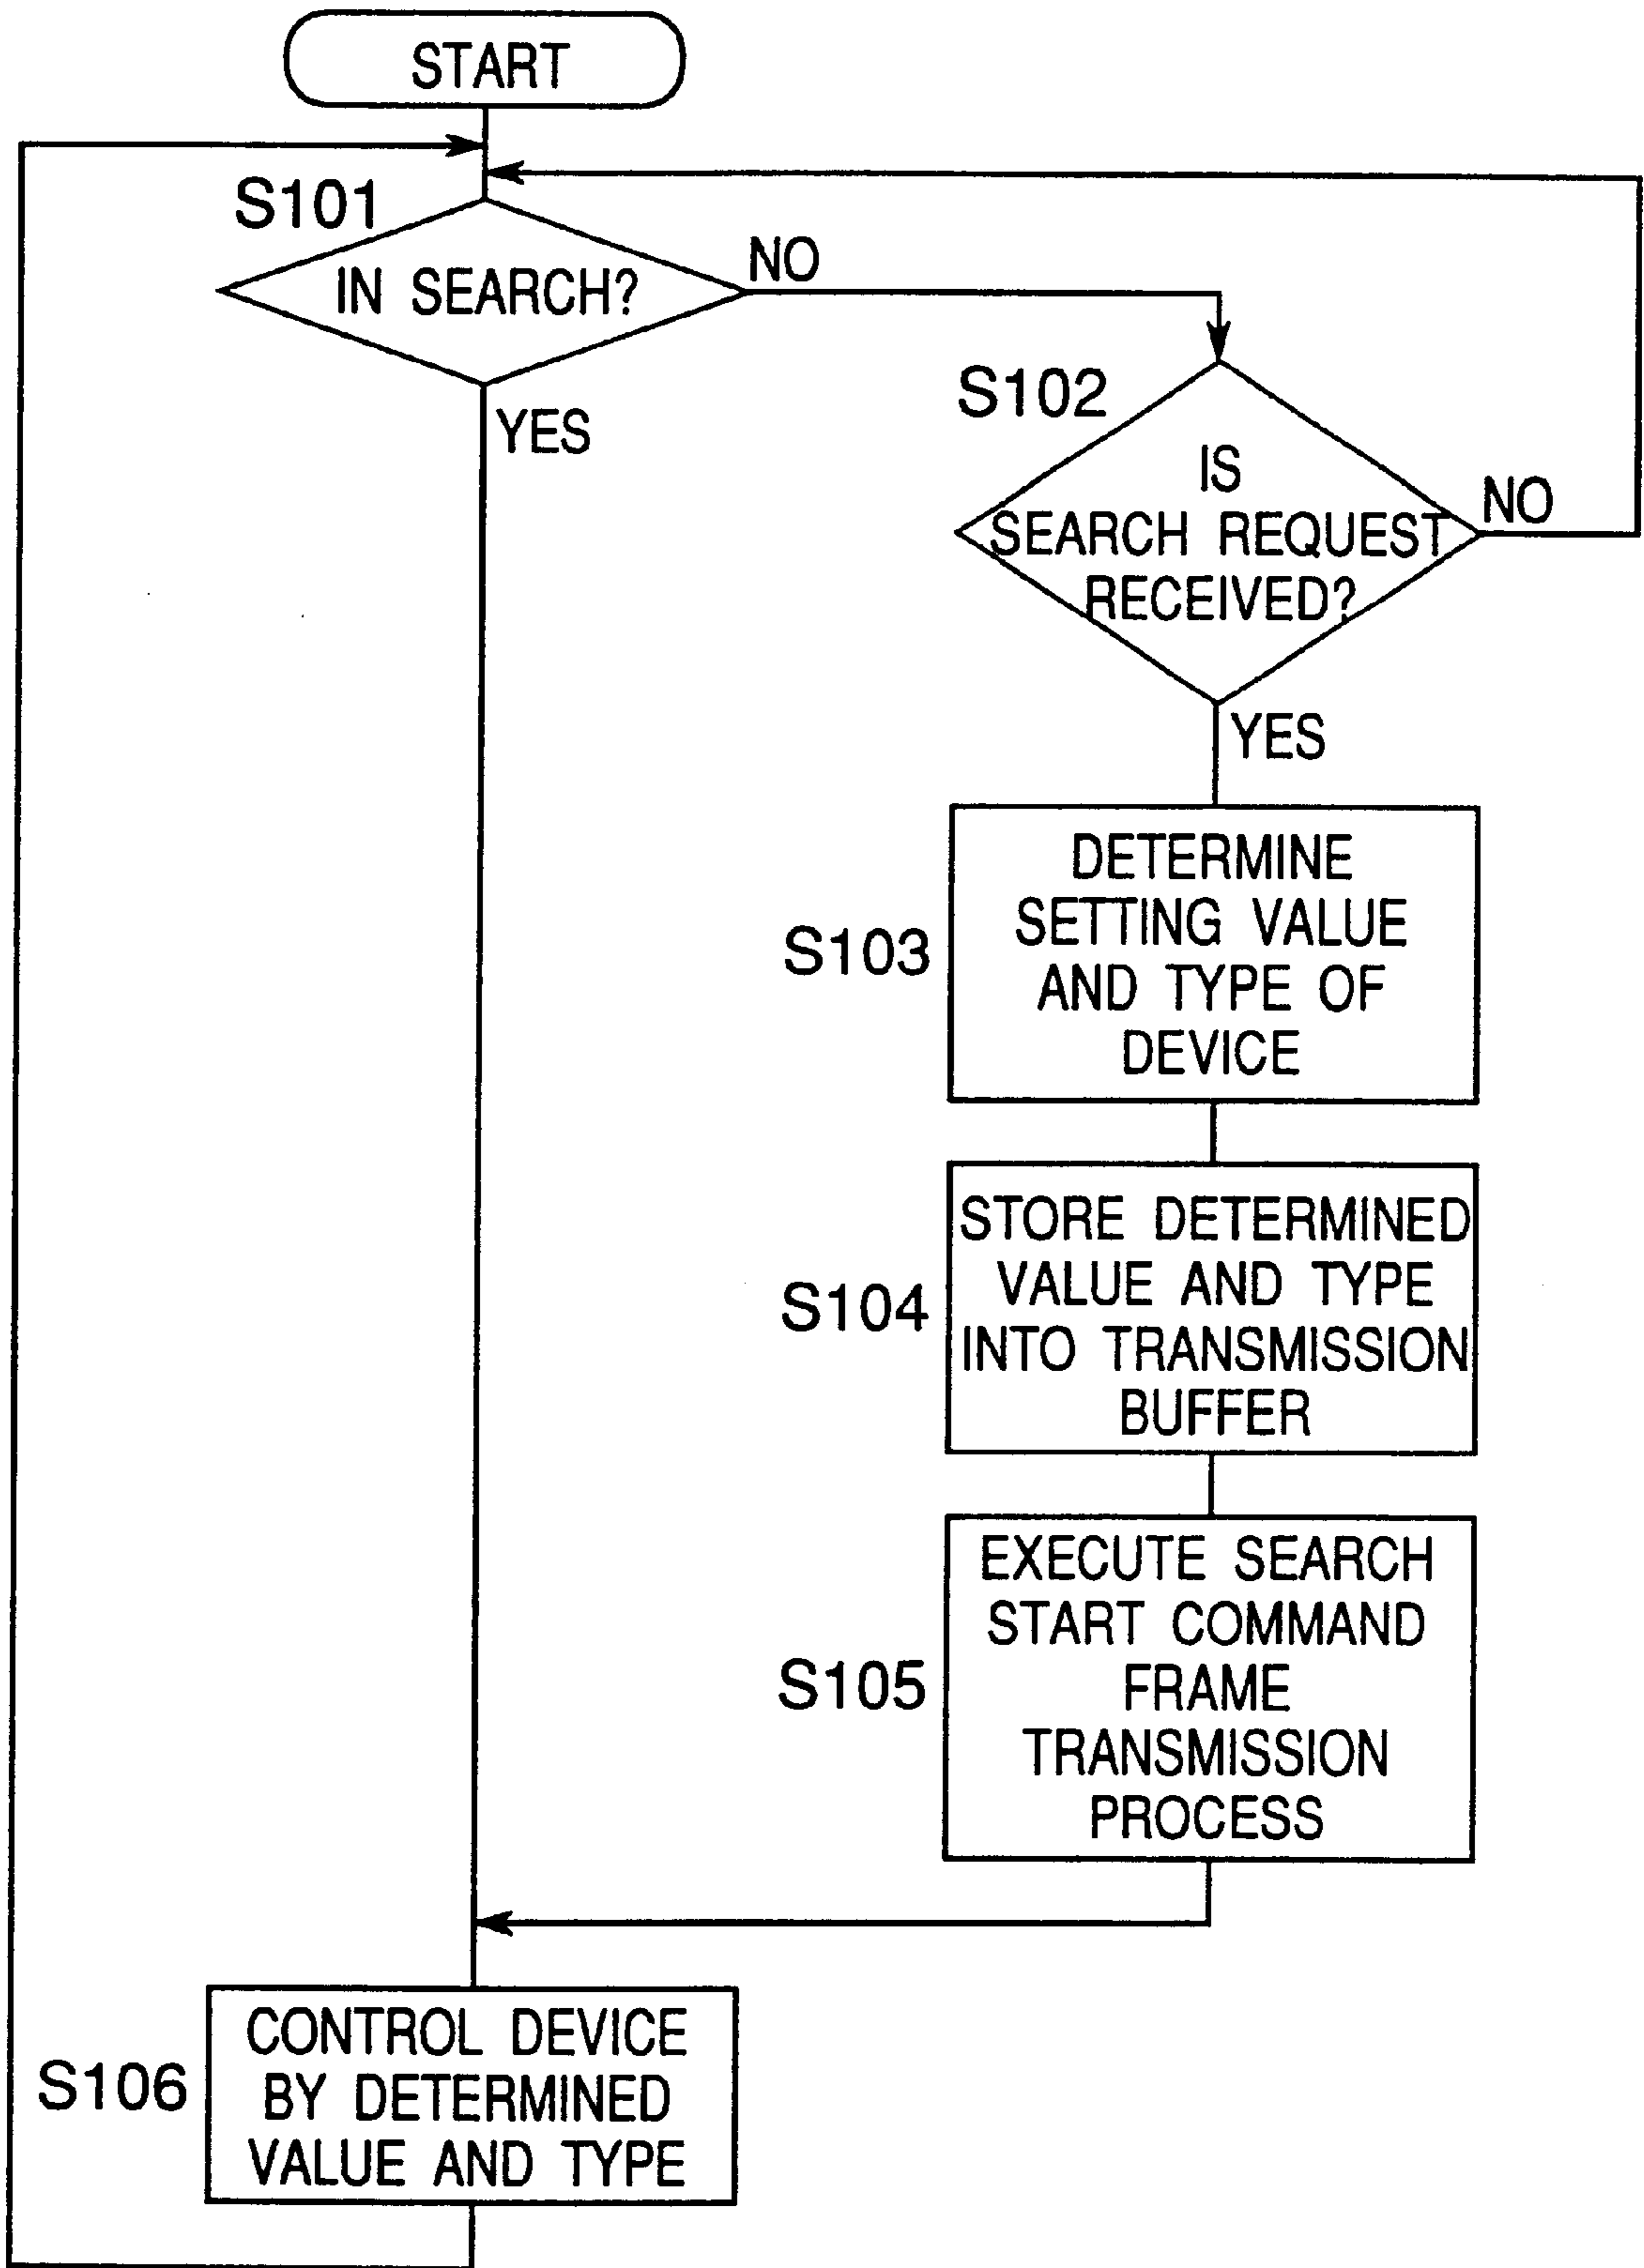 START
S101
IN SEARCH?
NO
YES
S102
IS
SEARCH REQUEST
RECEIVED?
NO
YES
S103
DETERMINE
SETTING VALUE
AND TYPE OF
DEVICE
S104
STORE DETERMINED
VALUE AND TYPE
INTO TRANSMISSION
BUFFER
S105
EXECUTE SEARCH
START COMMAND
FRAME
TRANSMISSION
PROCESS
S106
CONTROL DEVICE
BY DETERMINED
VALUE AND TYPE